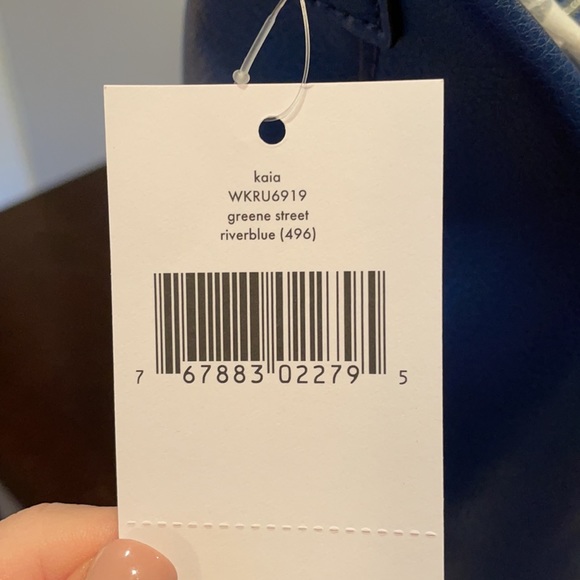 kaia
WKRU6919
greene street
riverblue (496)
7 67883 02279 5